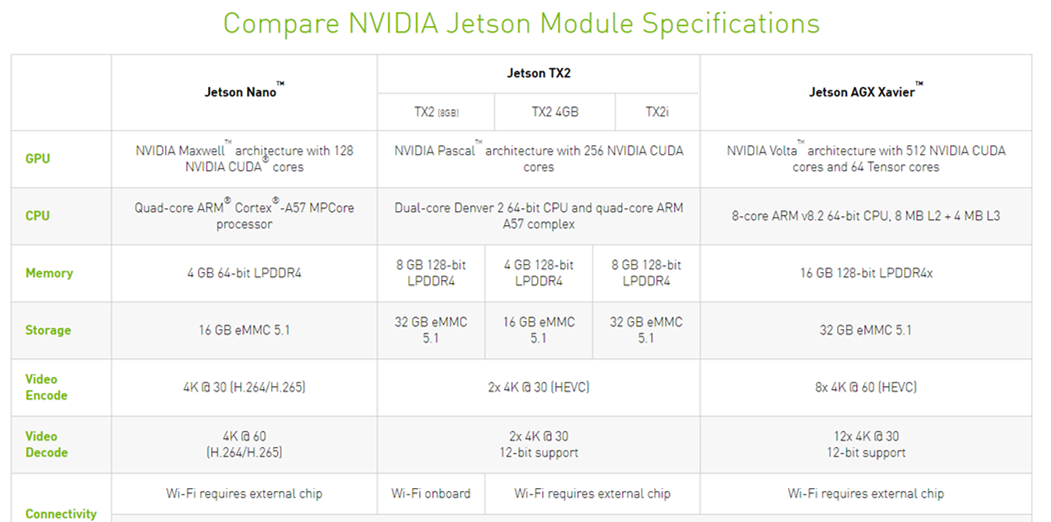 Compare NVIDIA Jetson Module Specifications
Jetson Nano™
Jetson TX2
TX2 (8GB)
TX2 4GB
TX2i
Jetson AGX Xavier™
GPU
NVIDIA Maxwell™ architecture with 128
NVIDIA CUDA® cores
NVIDIA Pascal™ architecture with 256 NVIDIA CUDA
cores
NVIDIA Volta™ architecture with 512 NVIDIA CUDA
cores and 64 Tensor cores
CPU
Quad-core ARM® Cortex®-A57 MPCore
processor
Dual-core Denver 2 64-bit CPU and quad-core ARM
A57 complex
8-core ARM v8.2 64-bit CPU, 8 MB L2 + 4 MB L3
Memory
4 GB 64-bit LPDDR4
8 GB 128-bit
LPDDR4
4 GB 128-bit
LPDDR4
8 GB 128-bit
LPDDR4
16 GB 128-bit LPDDR4x
Storage
16 GB eMMC 5.1
32 GB eMMC
5.1
16 GB eMMC
5.1
32 GB eMMC
5.1
32 GB eMMC 5.1
Video
Encode
4K @ 30 (H.264/H.265)
2x 4K @ 30 (HEVC)
8x 4K @ 60 (HEVC)
Video
Decode
4K @ 60
(H.264/H.265)
2x 4K @ 30
12-bit support
12x 4K @ 30
12-bit support
Connectivity
Wi-Fi requires external chip
Wi-Fi onboard
Wi-Fi requires external chip
Wi-Fi requires external chip